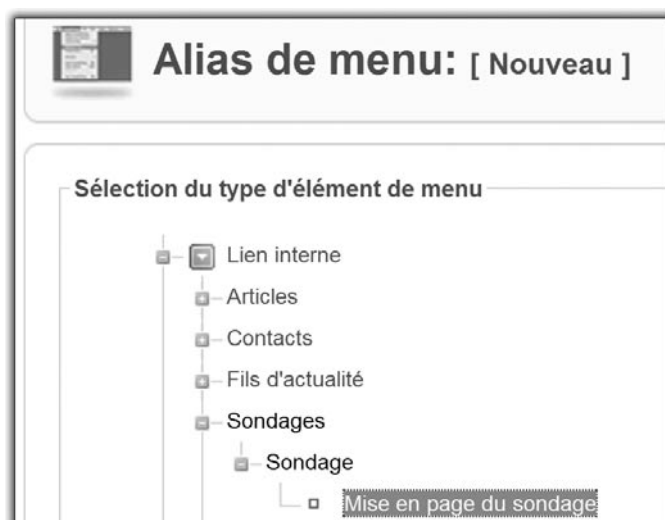 Alias de menu: [ Nouveau ]
Sélection du type d'élément de menu
Lien interne
Articles
Contacts
Fils d'actualité
Sondages
Sondage
Mise en page du sondage